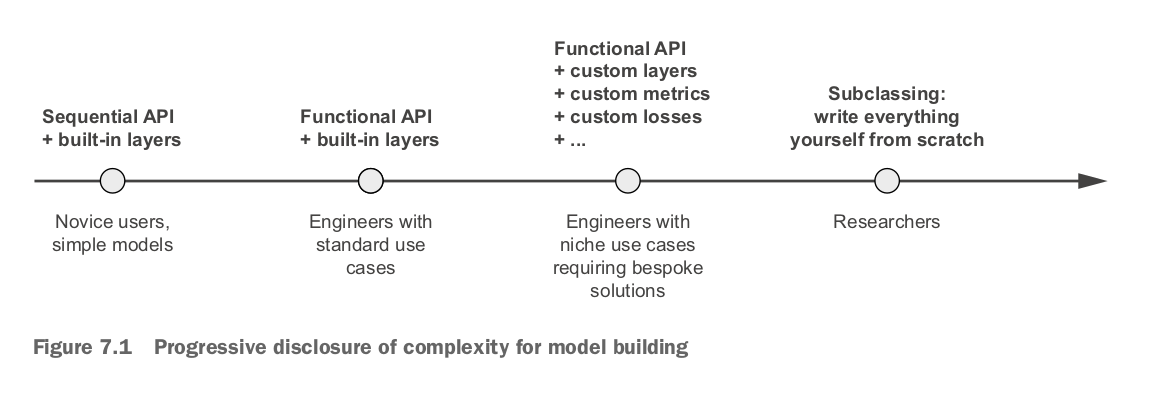 Sequential API
+ built-in layers
Functional API
+ built-in layers
Functional API
+ custom layers
+ custom metrics
+ custom losses
+ ...
Subclassing:
write everything
yourself from scratch
Novice users,
simple models
Engineers with
standard use
cases
Engineers with
niche use cases
requiring bespoke
solutions
Researchers
Figure 7.1 Progressive disclosure of complexity for model building